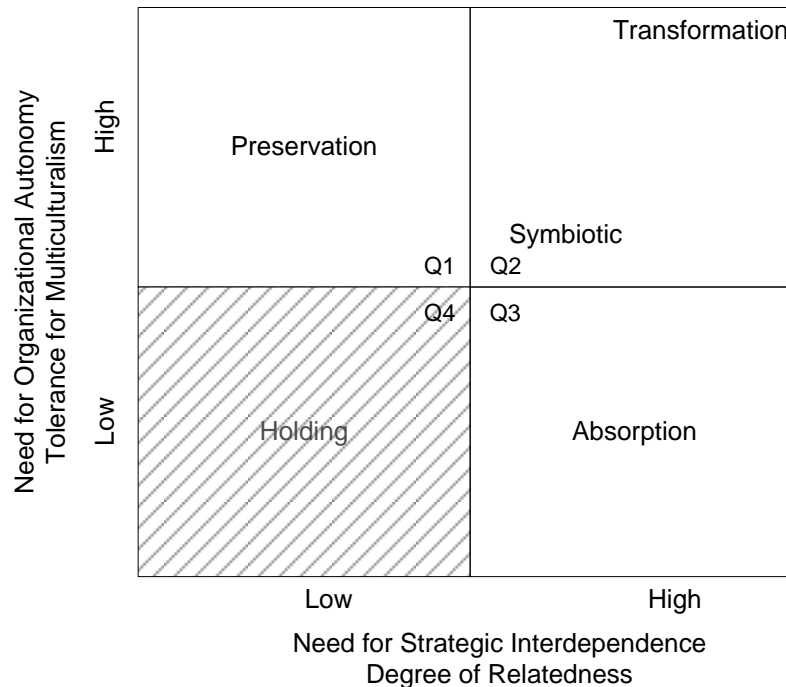 Transformation
High
Preservation
Symbiotic
Q1
Q2
Need for Organizational Autonomy
Tolerance for Multiculturalism
Q4
Q3
Low
Holding
Absorption
Low
High
Need for Strategic Interdependence
Degree of Relatedness